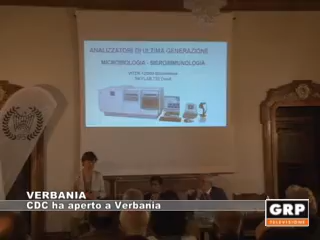 ANALIZZATORI DI ULTIMA GENERAZIONE
MICROBIOLOGIA - SIEROIMMUNOLOGIA
VERBANIA
CDC ha aperto a Verbania
GRP
TELEVISIONE